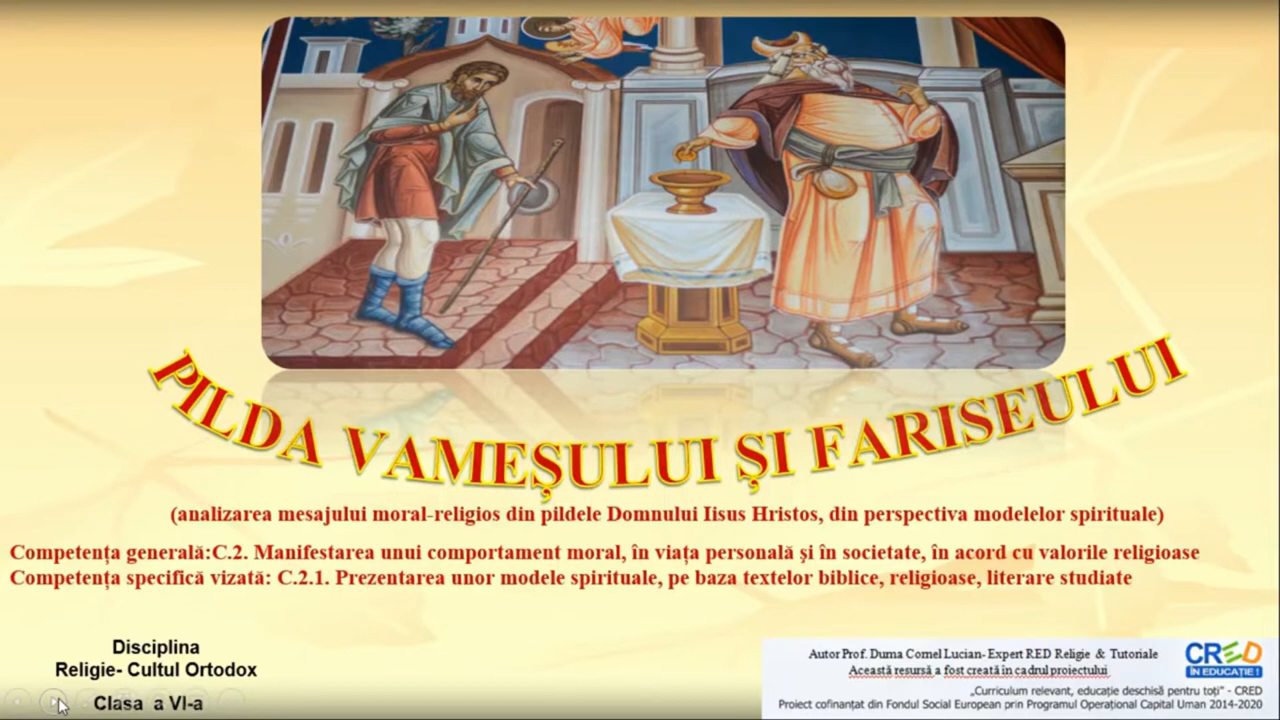 PILDA VAMEȘULUI ȘI FARISEULUI
(analizarea mesajului moral-religios din pildele Domnului Iisus Hristos, din perspectiva modelelor spirituale)
Competența generală:C.2. Manifestarea unui comportament moral, în viața personală și în societate, în acord cu valorile religioase
Competența specifică vizată: C.2.1. Prezentarea unor modele spirituale, pe baza textelor biblice, religioase, literare studiate
Disciplina
Religie- Cultul Ortodox
Clasa a VI-a
Autor Prof. Duma Cornel Lucian- Expert RED Religie & Tutoriale
Această resursă a fost creată în cadrul proiectului
„Curriculum relevant, educație deschisă pentru toți” - CRED
Proiect cofinanțat din Fondul Social European prin Programul Operațional Capital Uman 2014-2020
CRED
ÎN EDUCAȚIE !